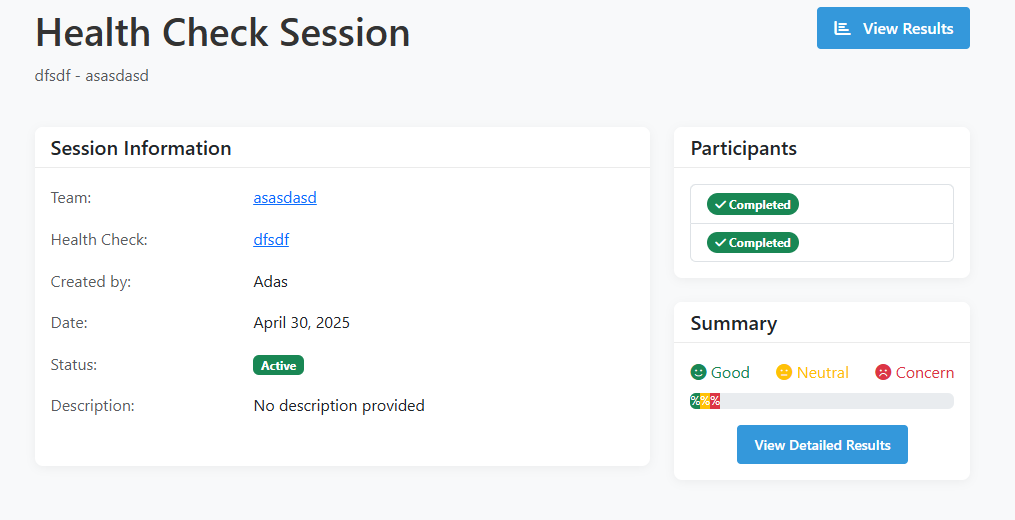 Health Check Session
View Results
dfsdf - asasdasd
Session Information
Team: asasdasd
Health Check: dfsdf
Created by: Adas
Date: April 30, 2025
Status: Active
Description: No description provided
Participants
Completed
Completed
Summary
Good Neutral Concern
%%%
View Detailed Results